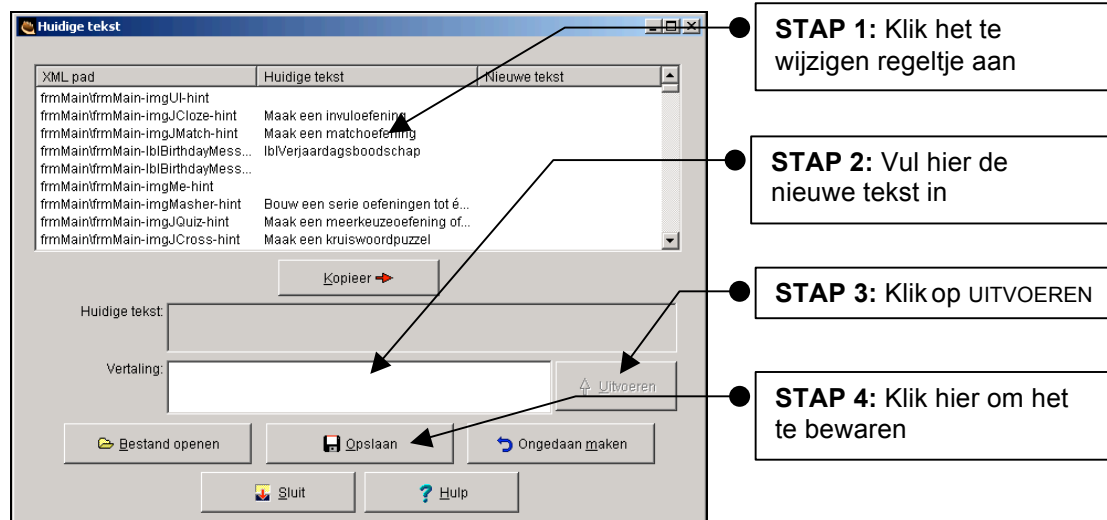 Huidige tekst
XML pad Huidige tekst Nieuwe tekst
frmMain\frmMain-imgUI-hint
frmMain\frmMain-imgJCloze-hint Maak een invuloefening
frmMain\frmMain-imgJMatch-hint Maak een matchoefening
frmMain\frmMain-lblBirthdayMess... lblVerjaardagsboodschap
frmMain\frmMain-lblBirthdayMess...
frmMain\frmMain-imgMe-hint
frmMain\frmMain-imgMasher-hint Bouw een serie oefeningen tot é...
frmMain\frmMain-imgJQuiz-hint Maak een meerkeuzeoefening of...
frmMain\frmMain-imgJCross-hint Maak een kruiswoordpuzzel
Kopieer
Huidige tekst:
Vertaling:
Uitvoeren
Bestand openen Opslaan Ongedaan maken
Sluit Hulp
STAP 1: Klik het te
wijzigen regeltje aan
STAP 2: Vul hier de
nieuwe tekst in
STAP 3: Klik op UITVOEREN
STAP 4: Klik hier om het
te bewaren